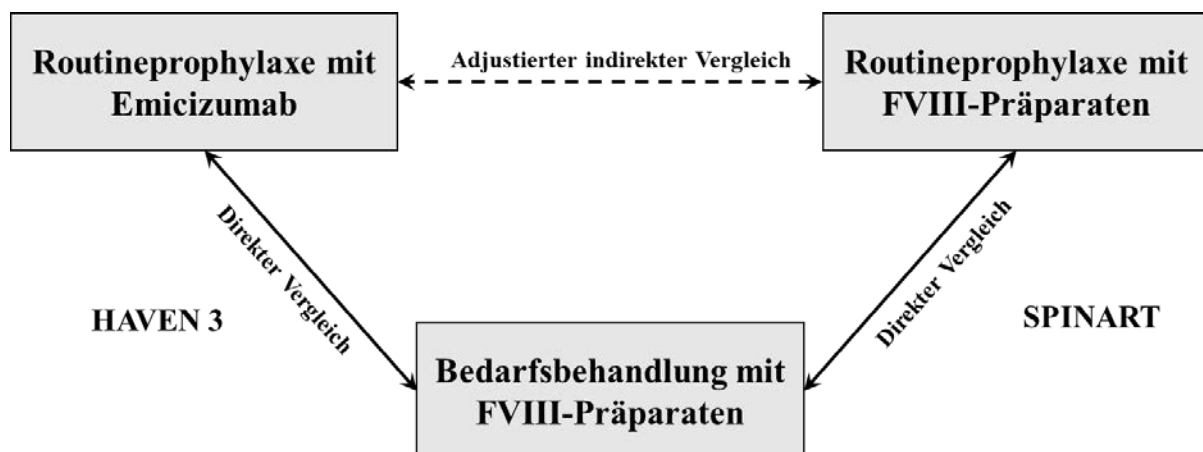 Routineprophylaxe mit
Emicizumab
Adjustierter indirekter Vergleich
Routineprophylaxe mit
FVIII-Präparaten
Direkter Vergleich
Direkter Vergleich
HAVEN 3
SPINART
Bedarfsbehandlung mit
FVIII-Präparaten